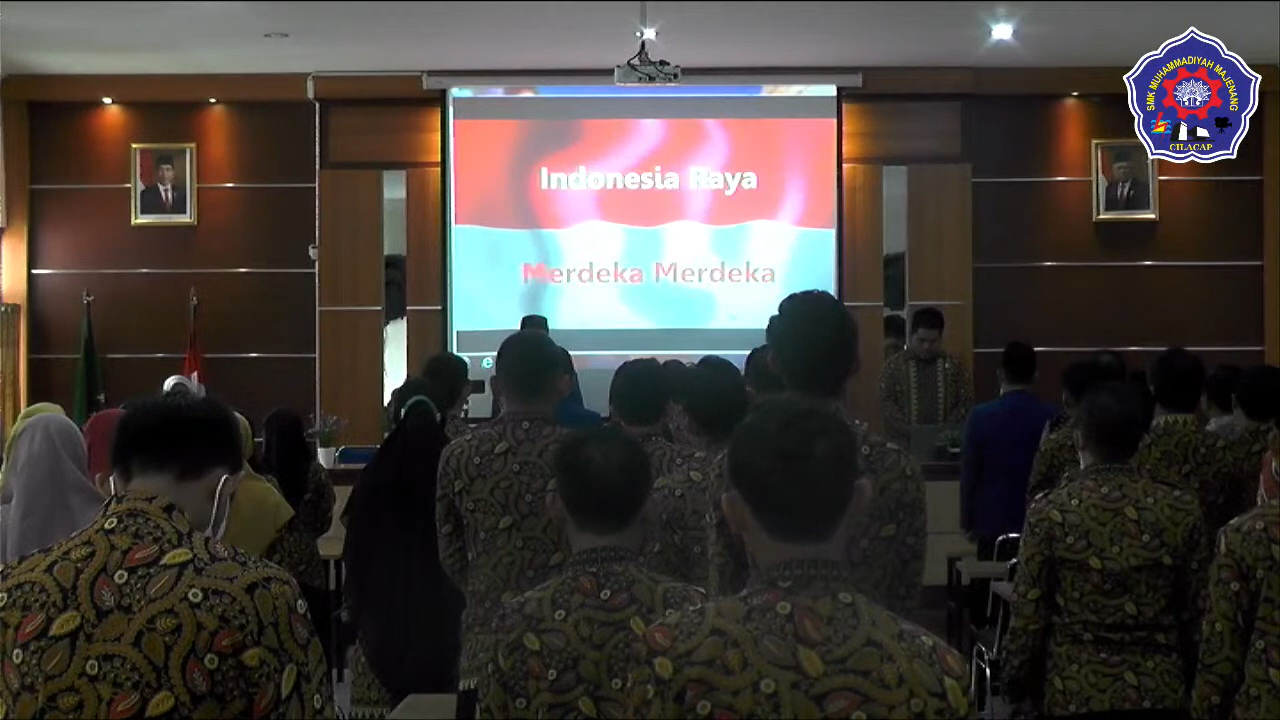 SMK MUHAMMADIYAH MAJENANG
CILACAP
Indonesia Raya
Merdeka Merdeka